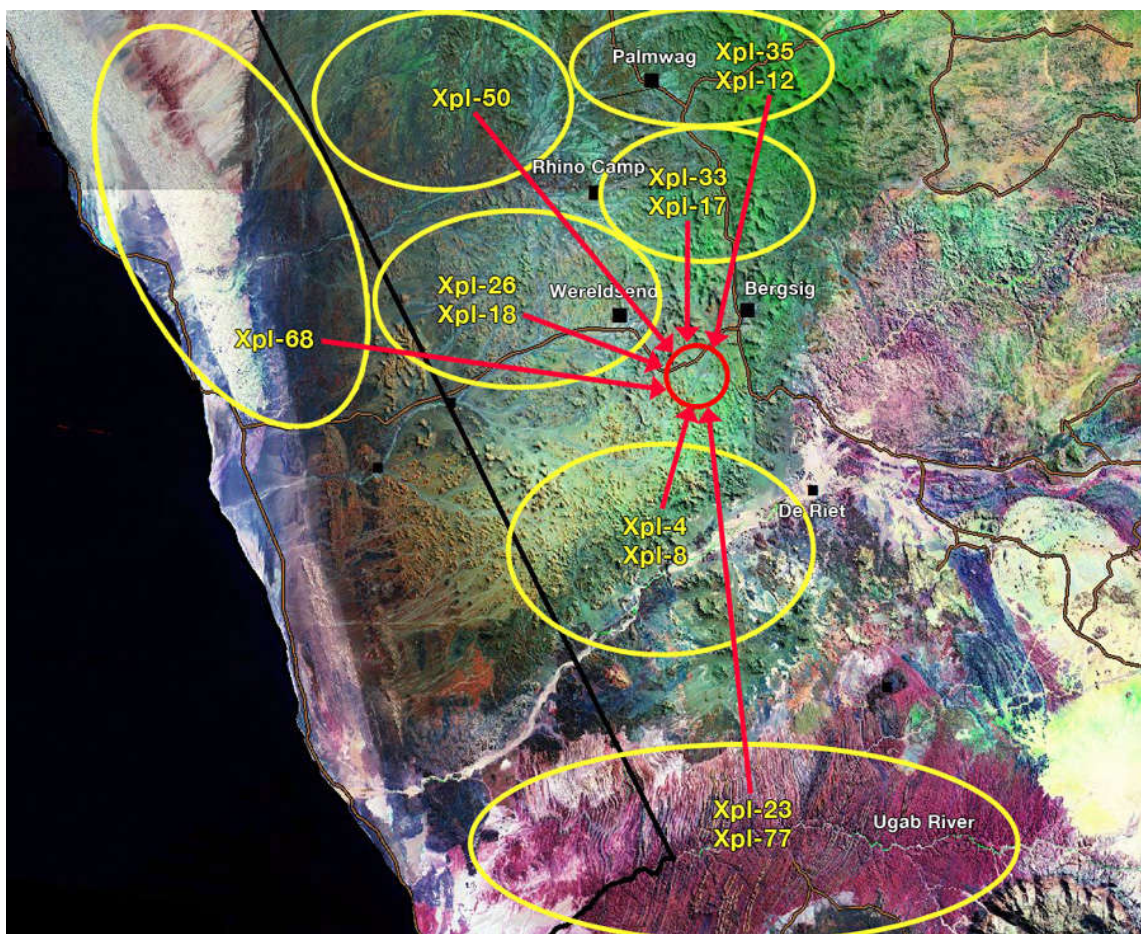 Palmwag
Xpl-35
Xpl-12
Xpl-50
Rhino Camp
Xpl-33
Xpl-17
Xpl-26
Xpl-18
Wereldsend
Bergsig
Xpl-68
Xpl-4
Xpl-8
De Riet
Xpl-23
Xpl-77
Ugab River